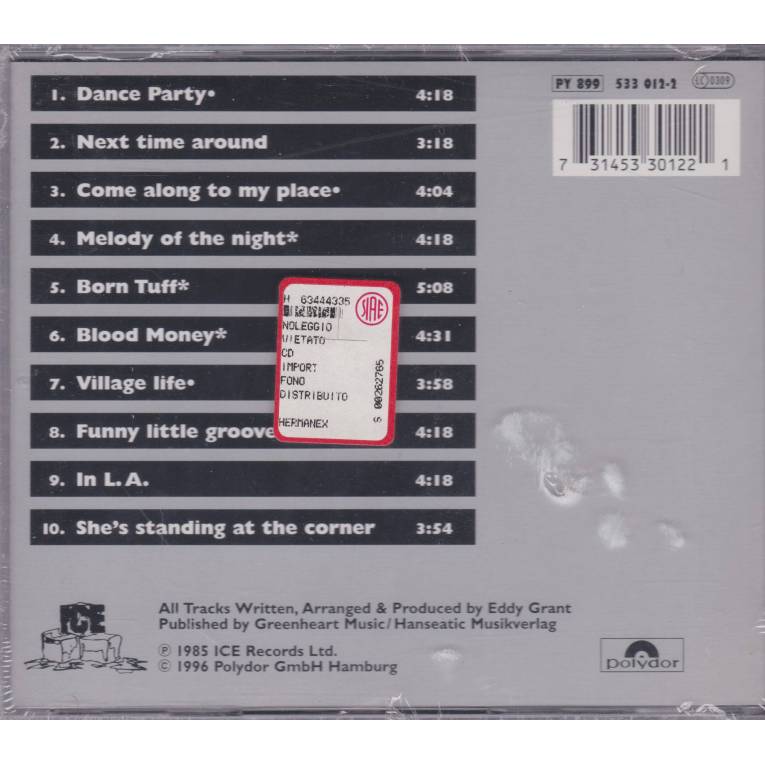 1. Dance Party• 4:18
2. Next time around 3:18
3. Come along to my place• 4:04
4. Melody of the night* 4:18
5. Born Tuff* 5:08
6. Blood Money* 4:31
7. Village life• 3:58
8. Funny little groove 4:18
9. In L.A. 4:18
10. She's standing at the corner 3:54
PY 899 533 012-2 LC 0309
7 31453 30122 1
H 63444335
SIAE
NOLEGGIO
VIETATO
CD
IMPORT
FONO
DISTRIBUITO
HERMANEX
S 00262765
ICE
All Tracks Written, Arranged & Produced by Eddy Grant
Published by Greenheart Music/Hanseatic Musikverlag
℗ 1985 ICE Records Ltd.
© 1996 Polydor GmbH Hamburg
polydor